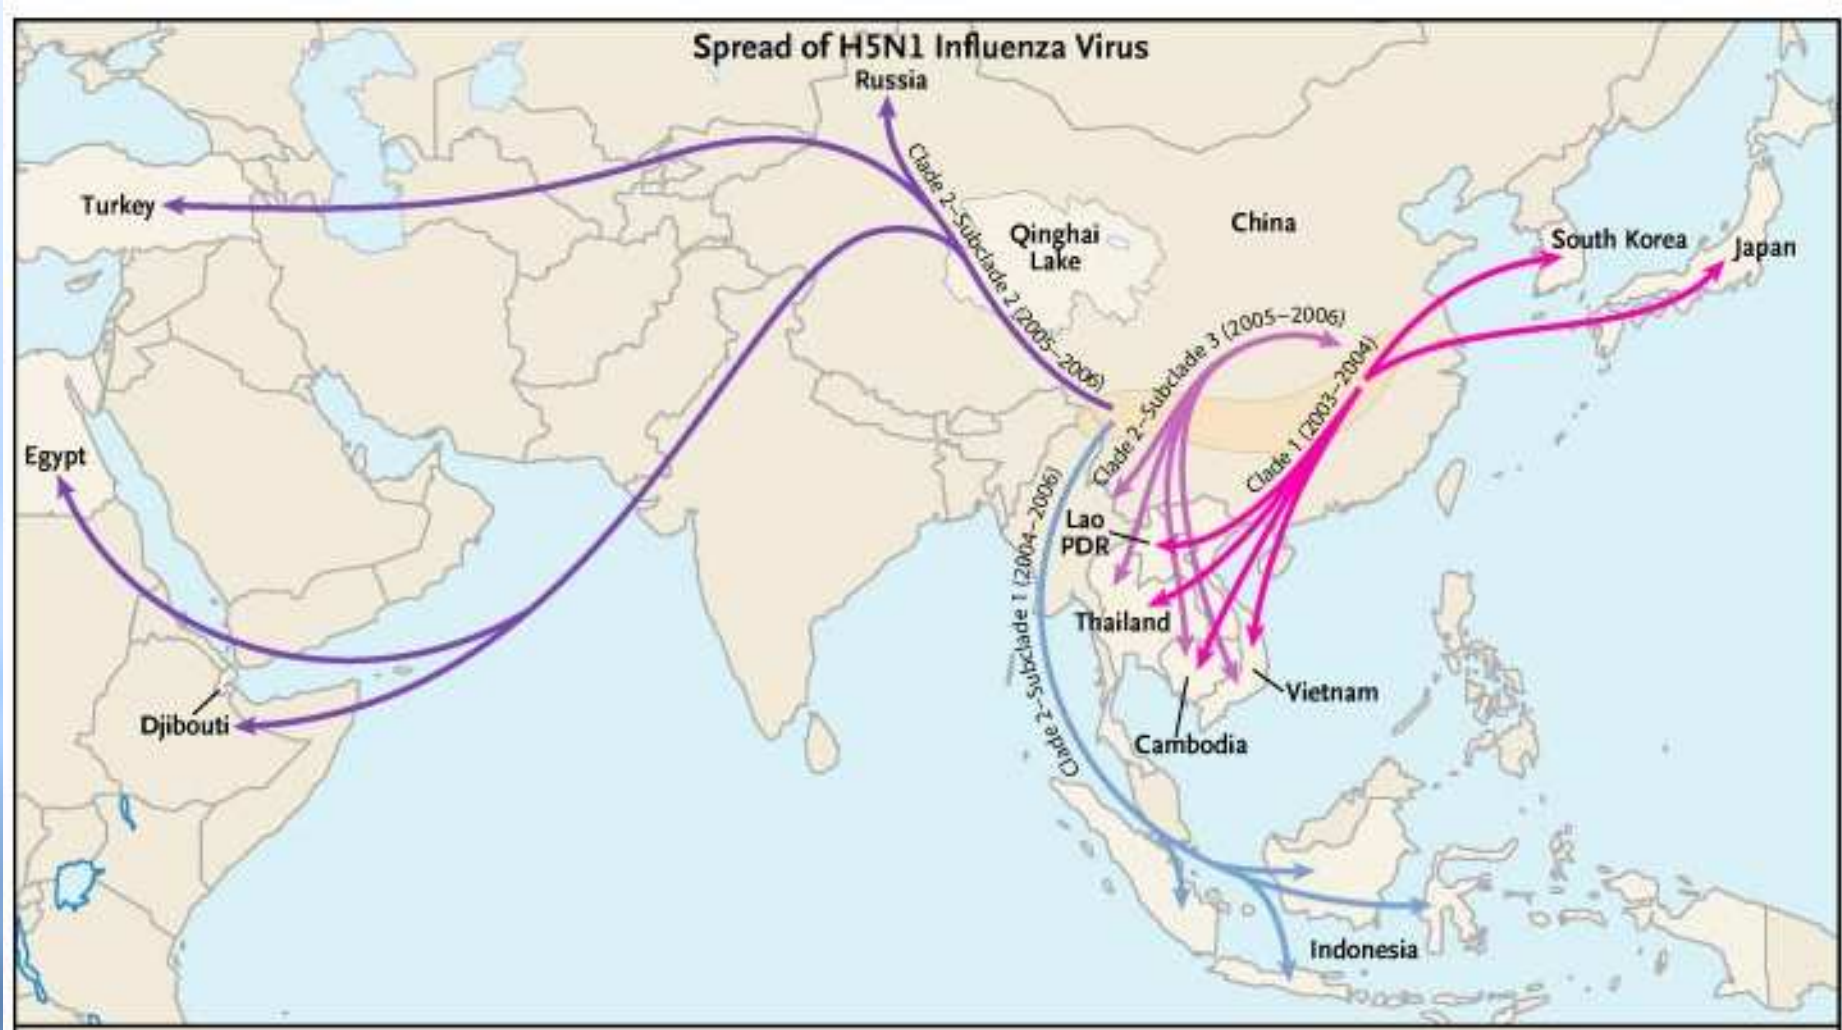 Spread of H5N1 Influenza Virus
Russia
Clade 2–Subclade 2 (2005–2006)
Turkey
Qinghai
Lake
China
South Korea
Japan
Clade 2–Subclade 3 (2005–2006)
Clade 1 (2003–2004)
Egypt
Clade 2–Subclade 1 (2004–2006)
Lao
PDR
Thailand
Vietnam
Djibouti
Cambodia
Indonesia